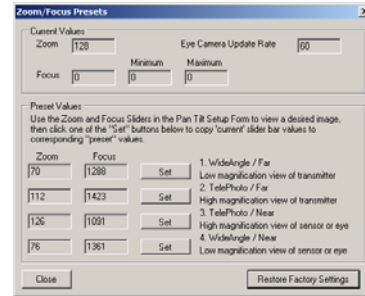 Zoom/Focus Presets
Current Values
Zoom 128 Eye Camera Update Rate 60
Minimum Maximum
Focus 0 0 0
Preset Values
Use the Zoom and Focus Sliders in the Pan Tilt Setup Form to view a desired image,
then click one of the "Set" buttons below to copy 'current' slider bar values to
corresponding "preset" values.
Zoom Focus
70 1288 Set 1. WideAngle / Far
Low magnification view of transmitter
112 1423 Set 2. TelePhoto / Far
High magnification view of transmitter
126 1091 Set 3. TelePhoto / Near
High magnification view of sensor or eye
76 1361 Set 4. WideAngle / Near
Low magnification view of sensor or eye
Close Restore Factory Settings